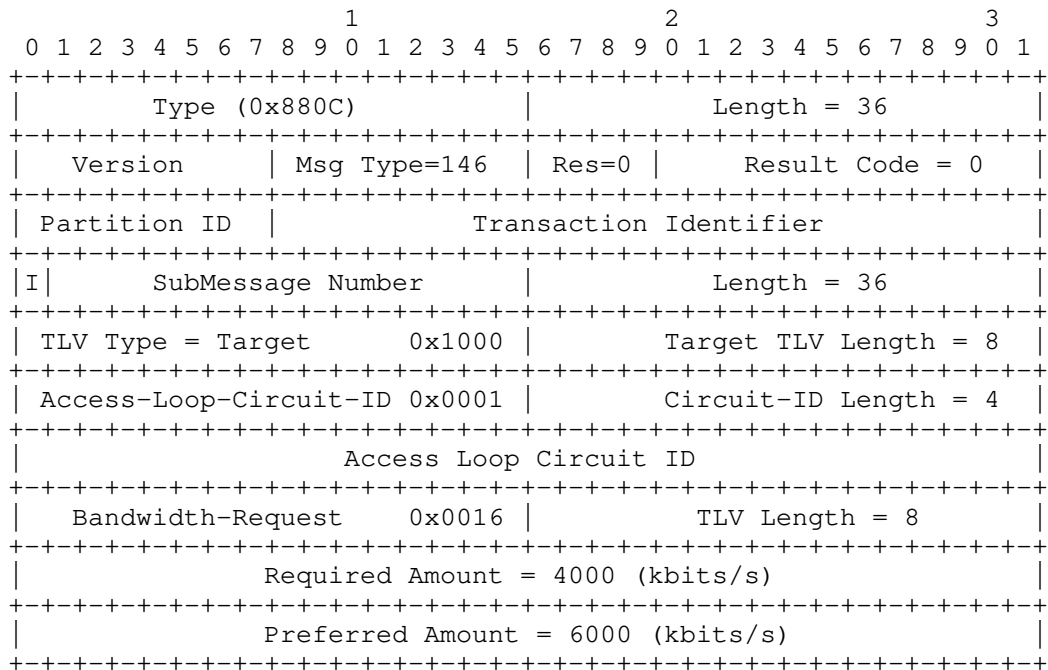 1                   2                   3
 0 1 2 3 4 5 6 7 8 9 0 1 2 3 4 5 6 7 8 9 0 1 2 3 4 5 6 7 8 9 0 1
+-+-+-+-+-+-+-+-+-+-+-+-+-+-+-+-+-+-+-+-+-+-+-+-+-+-+-+-+-+-+-+-+
|        Type (0x880C)          |           Length = 36         |
+-+-+-+-+-+-+-+-+-+-+-+-+-+-+-+-+-+-+-+-+-+-+-+-+-+-+-+-+-+-+-+-+
|   Version     | Msg Type=146  | Res=0 |     Result Code = 0   |
+-+-+-+-+-+-+-+-+-+-+-+-+-+-+-+-+-+-+-+-+-+-+-+-+-+-+-+-+-+-+-+-+
| Partition ID  |            Transaction Identifier             |
+-+-+-+-+-+-+-+-+-+-+-+-+-+-+-+-+-+-+-+-+-+-+-+-+-+-+-+-+-+-+-+-+
|I|      SubMessage Number      |           Length = 36         |
+-+-+-+-+-+-+-+-+-+-+-+-+-+-+-+-+-+-+-+-+-+-+-+-+-+-+-+-+-+-+-+-+
| TLV Type = Target      0x1000 |        Target TLV Length = 8  |
+-+-+-+-+-+-+-+-+-+-+-+-+-+-+-+-+-+-+-+-+-+-+-+-+-+-+-+-+-+-+-+-+
| Access-Loop-Circuit-ID 0x0001 |        Circuit-ID Length = 4  |
+-+-+-+-+-+-+-+-+-+-+-+-+-+-+-+-+-+-+-+-+-+-+-+-+-+-+-+-+-+-+-+-+
|                    Access Loop Circuit ID                     |
+-+-+-+-+-+-+-+-+-+-+-+-+-+-+-+-+-+-+-+-+-+-+-+-+-+-+-+-+-+-+-+-+
|   Bandwidth-Request    0x0016 |          TLV Length = 8       |
+-+-+-+-+-+-+-+-+-+-+-+-+-+-+-+-+-+-+-+-+-+-+-+-+-+-+-+-+-+-+-+-+
|               Required Amount = 4000 (kbits/s)                |
+-+-+-+-+-+-+-+-+-+-+-+-+-+-+-+-+-+-+-+-+-+-+-+-+-+-+-+-+-+-+-+-+
|               Preferred Amount = 6000 (kbits/s)               |
+-+-+-+-+-+-+-+-+-+-+-+-+-+-+-+-+-+-+-+-+-+-+-+-+-+-+-+-+-+-+-+-+